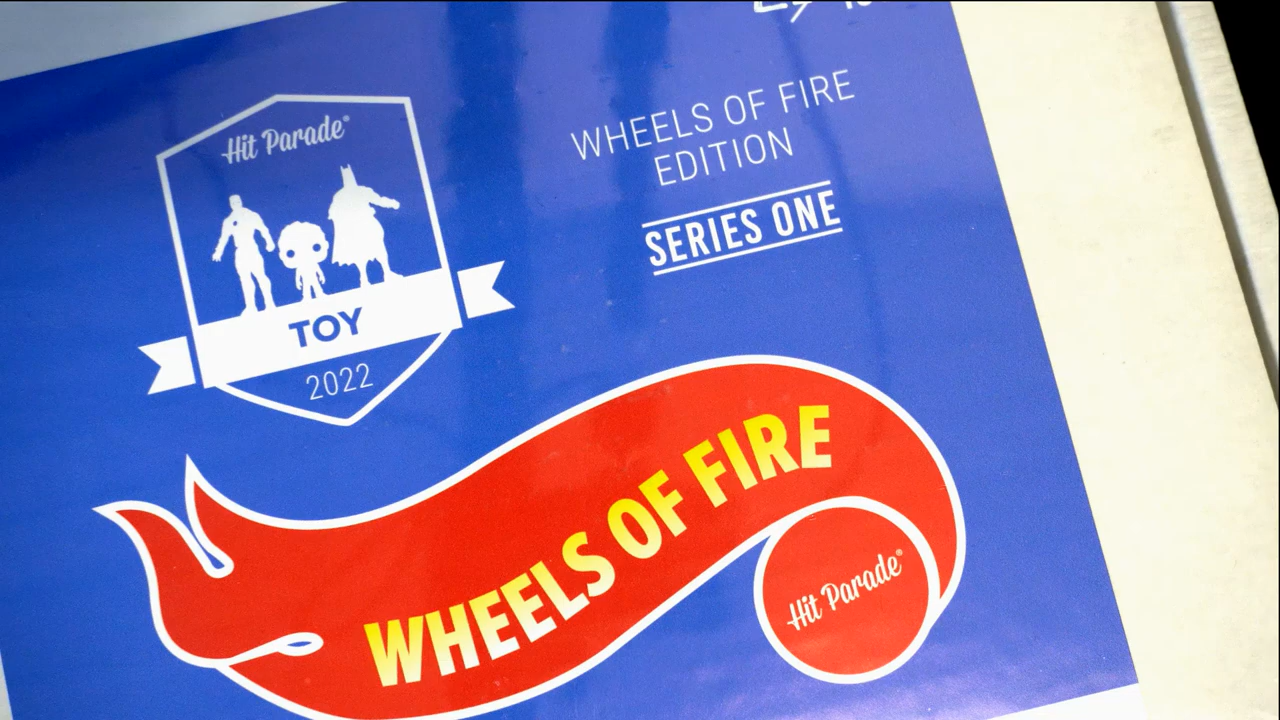 Hit Parade®
TOY
2022
WHEELS OF FIRE
EDITION
SERIES ONE
WHEELS OF FIRE
Hit Parade®